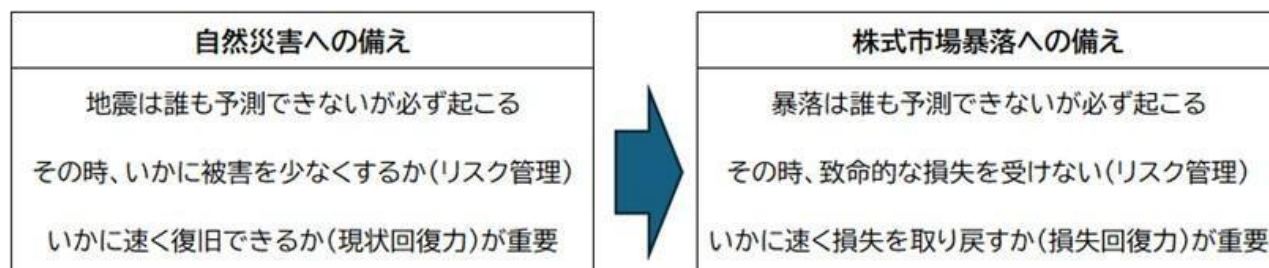 自然災害への備え
地震は誰も予測できないが必ず起こる
その時、いかに被害を少なくするか(リスク管理)
いかに速く復旧できるか(現状回復力)が重要
株式市場暴落への備え
暴落は誰も予測できないが必ず起こる
その時、致命的な損失を受けない(リスク管理)
いかに速く損失を取り戻すか(損失回復力)が重要